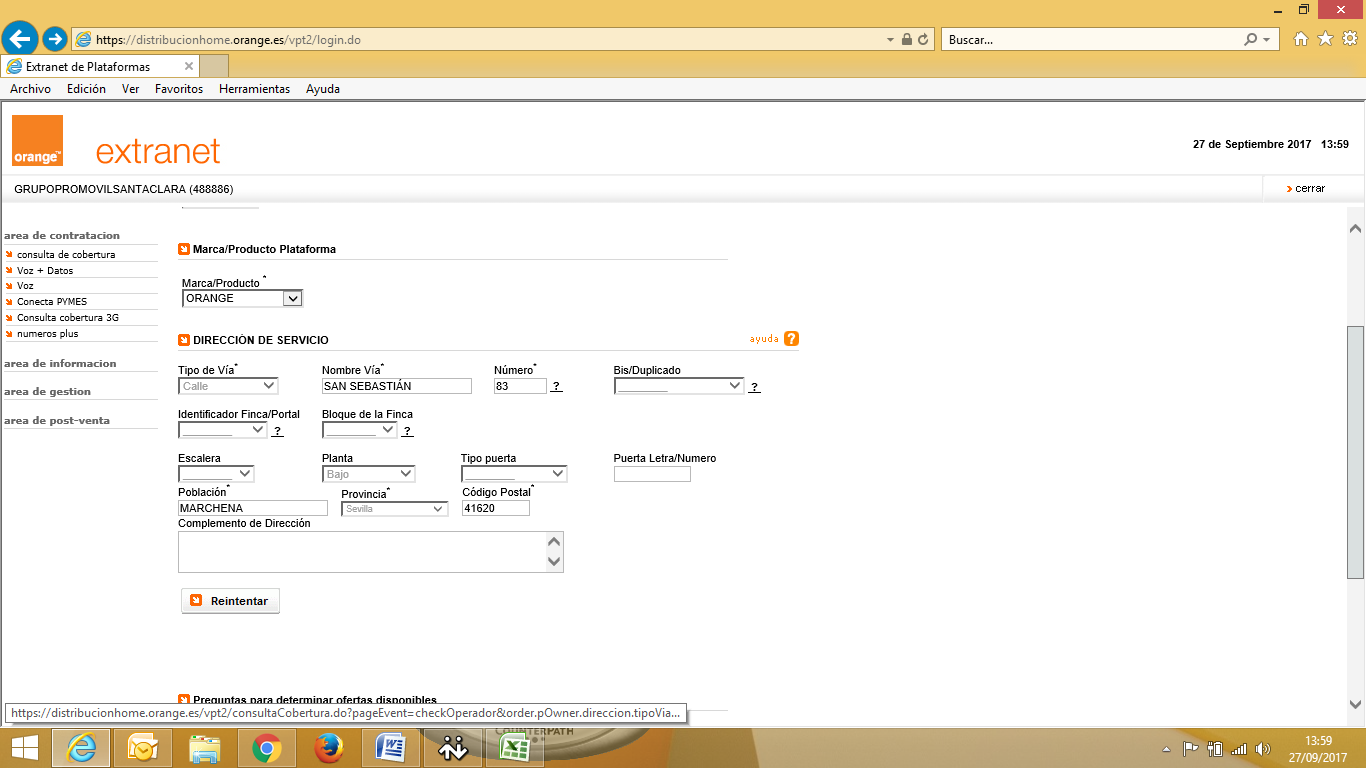 https://distribucionhome.orange.es/vpt2/login.do
Buscar...
Extranet de Plataformas
Archivo Edición Ver Favoritos Herramientas Ayuda
orange™
extranet
27 de Septiembre 2017 13:59
GRUPOPROMOVILSANTACLARA (488886)
cerrar
area de contratacion
consulta de cobertura
Voz + Datos
Voz
Conecta PYMES
Consulta cobertura 3G
numeros plus
area de informacion
area de gestion
area de post-venta
Marca/Producto Plataforma
Marca/Producto *
ORANGE
DIRECCIÓN DE SERVICIO
ayuda ?
Tipo de Vía* Nombre Vía* Número* Bis/Duplicado
Calle SAN SEBASTIÁN 83 ? ?
Identificador Finca/Portal Bloque de la Finca
? ?
Escalera Planta Tipo puerta Puerta Letra/Numero
Bajo
Población* Provincia* Código Postal*
MARCHENA Sevilla 41620
Complemento de Dirección
Reintentar
Preguntas para determinar ofertas disponibles
https://distribucionhome.orange.es/vpt2/consultaCobertura.do?pageEvent=checkOperador&order.pOwner.direccion.tipoVia...
COUNTERPATH
13:59
27/09/2017